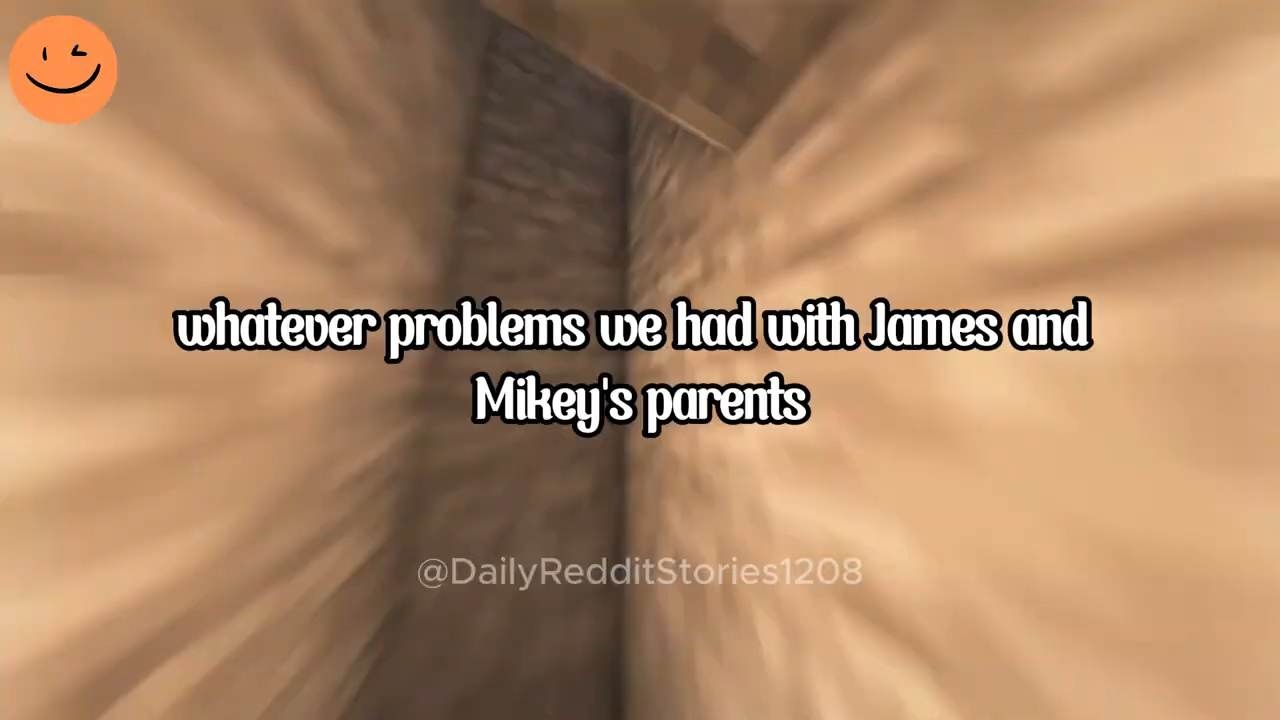 whatever problems we had with James and
Mikey's parents
@DailyRedditStories1208